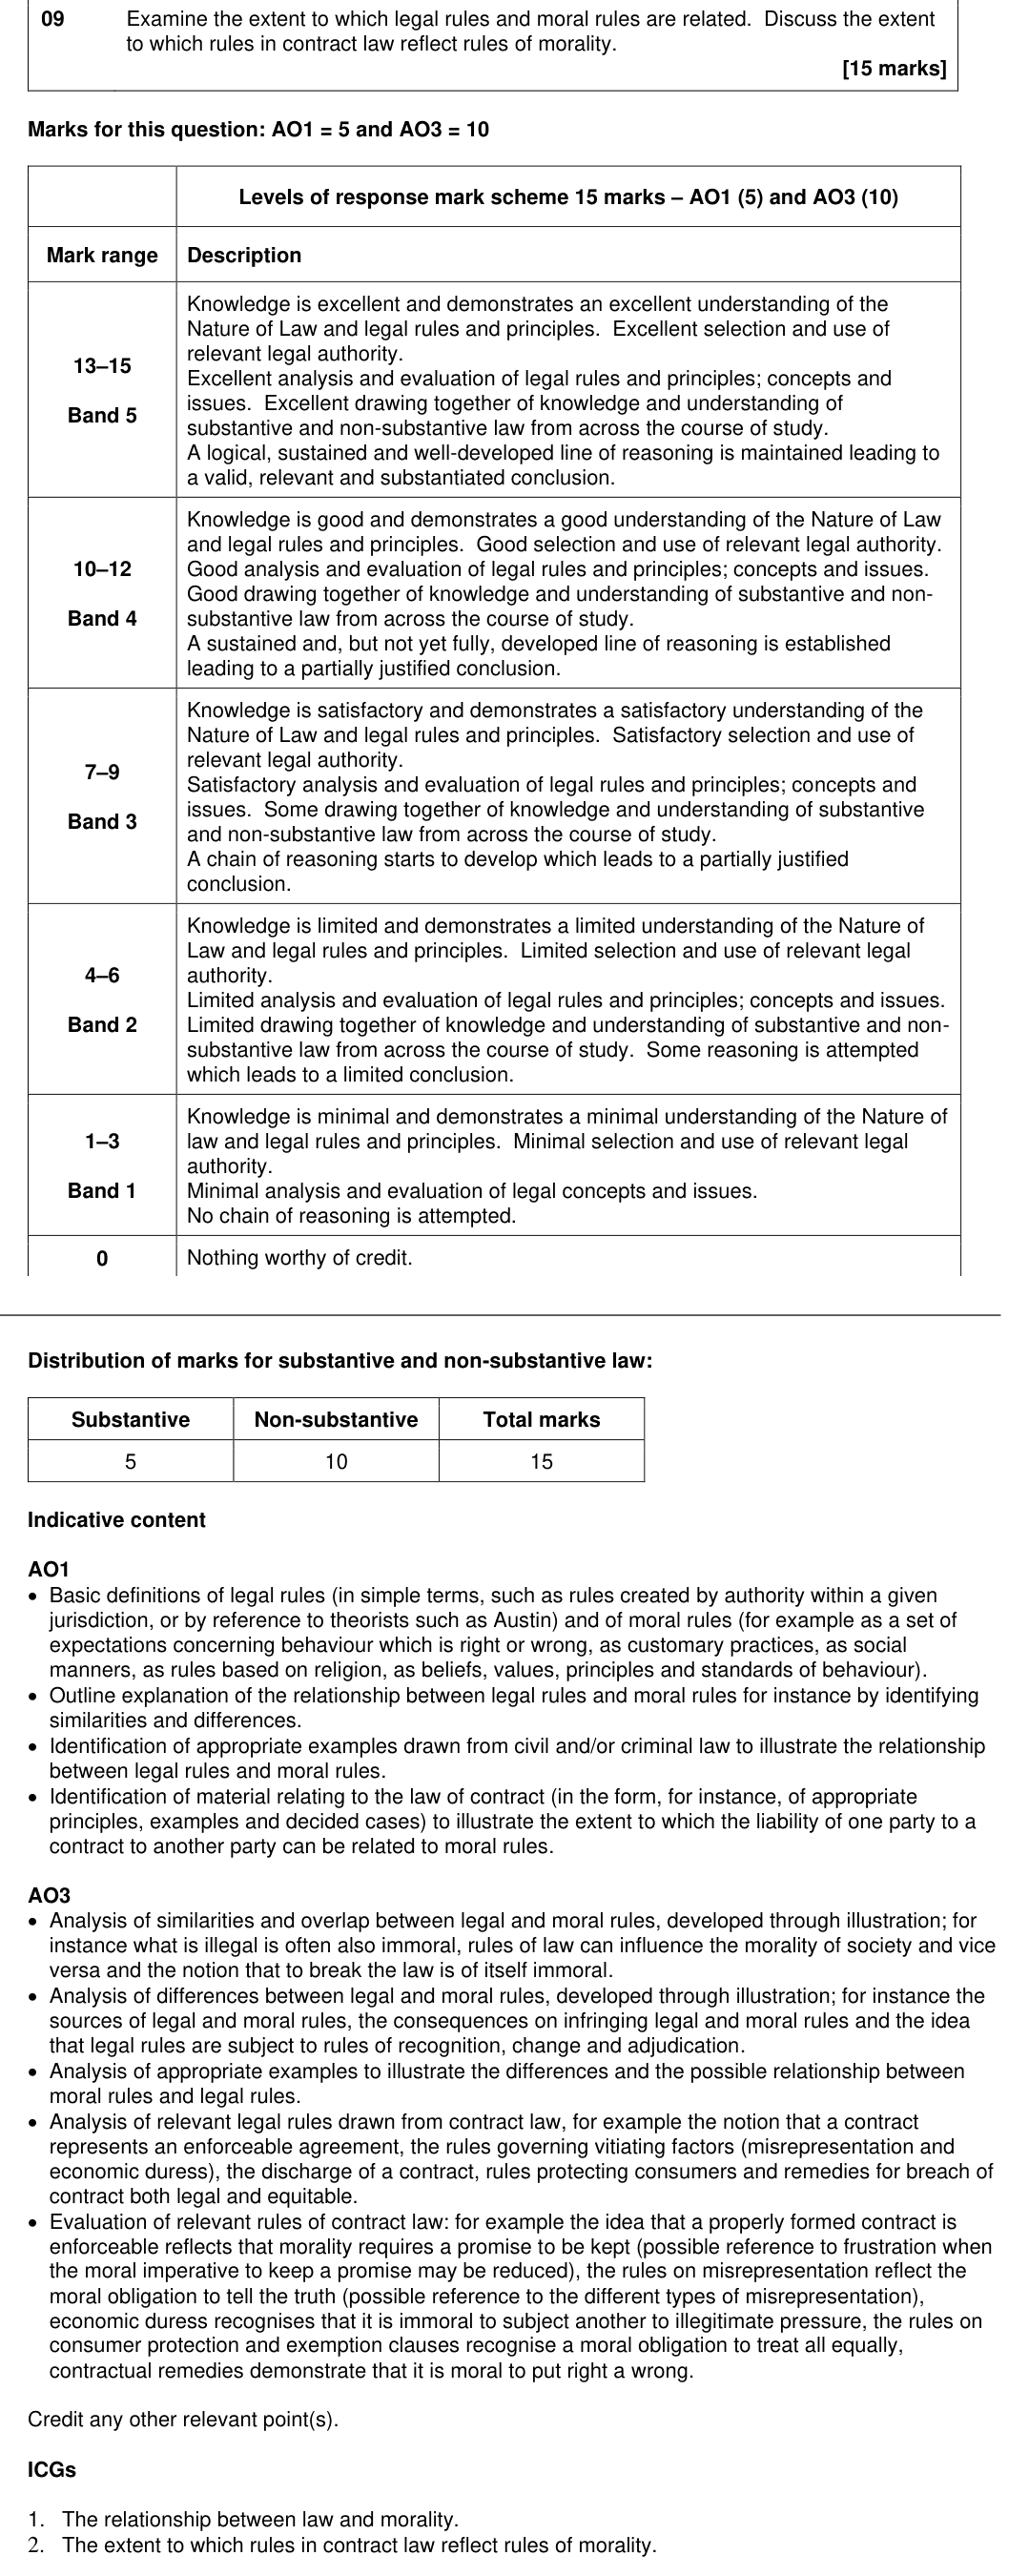 09 Examine the extent to which legal rules and moral rules are related. Discuss the extent
to which rules in contract law reflect rules of morality.
[15 marks]
Marks for this question: AO1 = 5 and AO3 = 10
Levels of response mark scheme 15 marks – AO1 (5) and AO3 (10)
Mark range Description
13–15
Band 5
Knowledge is excellent and demonstrates an excellent understanding of the
Nature of Law and legal rules and principles. Excellent selection and use of
relevant legal authority.
Excellent analysis and evaluation of legal rules and principles; concepts and
issues. Excellent drawing together of knowledge and understanding of
substantive and non-substantive law from across the course of study.
A logical, sustained and well-developed line of reasoning is maintained leading to
a valid, relevant and substantiated conclusion.
10–12
Band 4
Knowledge is good and demonstrates a good understanding of the Nature of Law
and legal rules and principles. Good selection and use of relevant legal authority.
Good analysis and evaluation of legal rules and principles; concepts and issues.
Good drawing together of knowledge and understanding of substantive and non-
substantive law from across the course of study.
A sustained and, but not yet fully, developed line of reasoning is established
leading to a partially justified conclusion.
7–9
Band 3
Knowledge is satisfactory and demonstrates a satisfactory understanding of the
Nature of Law and legal rules and principles. Satisfactory selection and use of
relevant legal authority.
Satisfactory analysis and evaluation of legal rules and principles; concepts and
issues. Some drawing together of knowledge and understanding of substantive
and non-substantive law from across the course of study.
A chain of reasoning starts to develop which leads to a partially justified
conclusion.
4–6
Band 2
Knowledge is limited and demonstrates a limited understanding of the Nature of
Law and legal rules and principles. Limited selection and use of relevant legal
authority.
Limited analysis and evaluation of legal rules and principles; concepts and issues.
Limited drawing together of knowledge and understanding of substantive and non-
substantive law from across the course of study. Some reasoning is attempted
which leads to a limited conclusion.
1–3
Band 1
Knowledge is minimal and demonstrates a minimal understanding of the Nature of
law and legal rules and principles. Minimal selection and use of relevant legal
authority.
Minimal analysis and evaluation of legal concepts and issues.
No chain of reasoning is attempted.
0 Nothing worthy of credit.
Distribution of marks for substantive and non-substantive law:
Substantive Non-substantive Total marks
5 10 15
Indicative content
AO1
• Basic definitions of legal rules (in simple terms, such as rules created by authority within a given
jurisdiction, or by reference to theorists such as Austin) and of moral rules (for example as a set of
expectations concerning behaviour which is right or wrong, as customary practices, as social
manners, as rules based on religion, as beliefs, values, principles and standards of behaviour).
• Outline explanation of the relationship between legal rules and moral rules for instance by identifying
similarities and differences.
• Identification of appropriate examples drawn from civil and/or criminal law to illustrate the relationship
between legal rules and moral rules.
• Identification of material relating to the law of contract (in the form, for instance, of appropriate
principles, examples and decided cases) to illustrate the extent to which the liability of one party to a
contract to another party can be related to moral rules.
AO3
• Analysis of similarities and overlap between legal and moral rules, developed through illustration; for
instance what is illegal is often also immoral, rules of law can influence the morality of society and vice
versa and the notion that to break the law is of itself immoral.
• Analysis of differences between legal and moral rules, developed through illustration; for instance the
sources of legal and moral rules, the consequences on infringing legal and moral rules and the idea
that legal rules are subject to rules of recognition, change and adjudication.
• Analysis of appropriate examples to illustrate the differences and the possible relationship between
moral rules and legal rules.
• Analysis of relevant legal rules drawn from contract law, for example the notion that a contract
represents an enforceable agreement, the rules governing vitiating factors (misrepresentation and
economic duress), the discharge of a contract, rules protecting consumers and remedies for breach of
contract both legal and equitable.
• Evaluation of relevant rules of contract law: for example the idea that a properly formed contract is
enforceable reflects that morality requires a promise to be kept (possible reference to frustration when
the moral imperative to keep a promise may be reduced), the rules on misrepresentation reflect the
moral obligation to tell the truth (possible reference to the different types of misrepresentation),
economic duress recognises that it is immoral to subject another to illegitimate pressure, the rules on
consumer protection and exemption clauses recognise a moral obligation to treat all equally,
contractual remedies demonstrate that it is moral to put right a wrong.
Credit any other relevant point(s).
ICGs
1. The relationship between law and morality.
2. The extent to which rules in contract law reflect rules of morality.